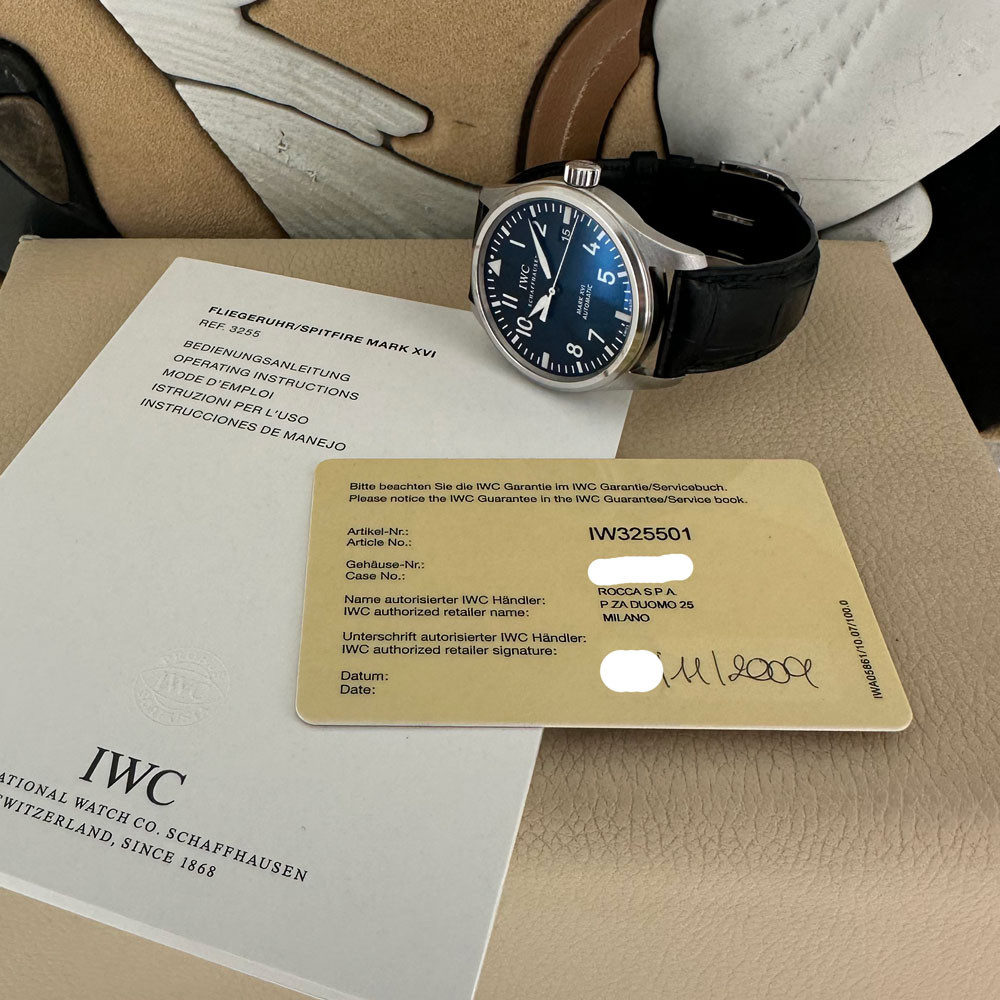 FLIEGERUHR/SPITFIRE MARK XVI
REF. 3255
BEDIENUNGSANLEITUNG
OPERATING INSTRUCTIONS
MODE D'EMPLOI
ISTRUZIONI PER L'USO
INSTRUCCIONES DE MANEJO
IWC
IWC
ATIONAL WATCH CO. SCHAFFHAUSEN
SWITZERLAND, SINCE 1868
1
2
15
4
5
7
8
10
11
IWC
SCHAFFHAUSEN
MARK XVI
AUTOMATIC
Bitte beachten Sie die IWC Garantie im IWC Garantie/Servicebuch.
Please notice the IWC Guarantee in the IWC Guarantee/Service book.
Artikel-Nr.:
Article No.: IW325501
Gehäuse-Nr.:
Case No.:
Name autorisierter IWC Händler: ROCCA S.P.A.
IWC authorized retailer name: P.ZA DUOMO 25
MILANO
Unterschrift autorisierter IWC Händler:
IWC authorized retailer signature:
Datum:
Date: /11/2009
IWA05861/10.07/100.0